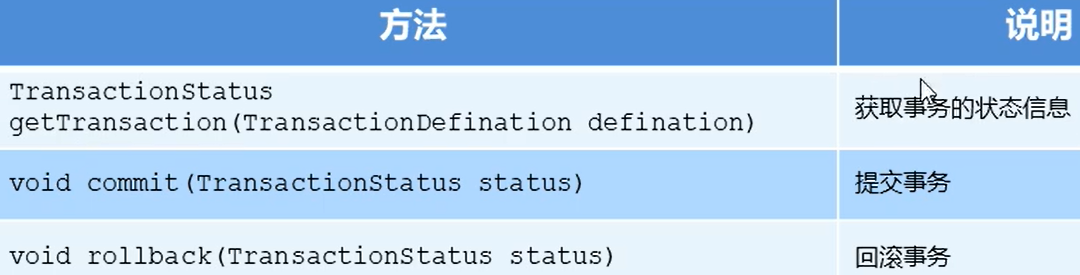 方法
说明
TransactionStatus
getTransaction(TransactionDefination defination)
获取事务的状态信息
void commit(TransactionStatus status)
提交事务
void rollback(TransactionStatus status)
回滚事务